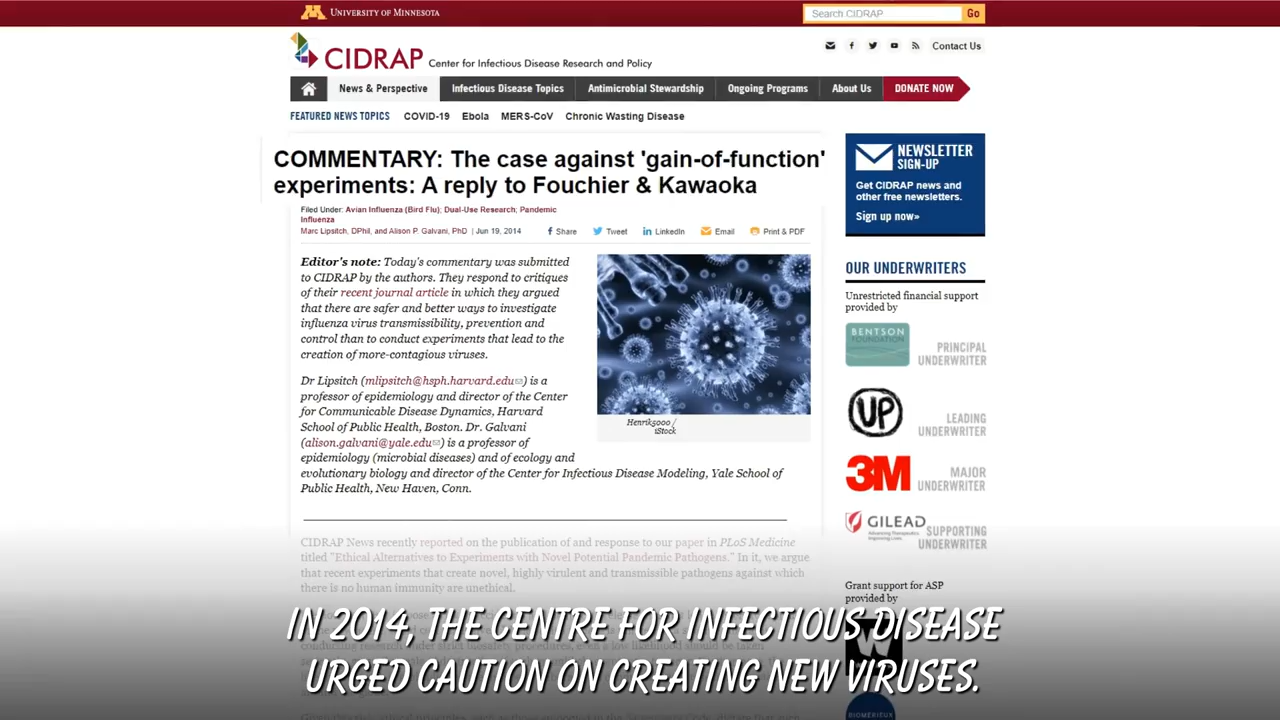 UNIVERSITY OF MINNESOTA
Search CIDRAP
Go
CIDRAP Center for Infectious Disease Research and Policy
Contact Us
News & Perspective
Infectious Disease Topics
Antimicrobial Stewardship
Ongoing Programs
About Us
DONATE NOW
FEATURED NEWS TOPICS COVID-19 Ebola MERS-CoV Chronic Wasting Disease
COMMENTARY: The case against 'gain-of-function'
experiments: A reply to Fouchier & Kawaoka
Filed Under: Avian Influenza (Bird Flu); Dual-Use Research; Pandemic
Influenza
Marc Lipsitch, DPhil, and Alison P. Galvani, PhD | Jun 19, 2014
Share Tweet LinkedIn Email Print & PDF
Editor's note: Today's commentary was submitted
to CIDRAP by the authors. They respond to critiques
of their recent journal article in which they argued
that there are safer and better ways to investigate
influenza virus transmissibility, prevention and
control than to conduct experiments that lead to the
creation of more-contagious viruses.
Henrik5000 /
iStock
Dr Lipsitch (mlipsitch@hsph.harvard.edu) is a
professor of epidemiology and director of the Center
for Communicable Disease Dynamics, Harvard
School of Public Health, Boston. Dr. Galvani
(alison.galvani@yale.edu) is a professor of
epidemiology (microbial diseases) and of ecology and
evolutionary biology and director of the Center for Infectious Disease Modeling, Yale School of
Public Health, New Haven, Conn.
CIDRAP News recently reported on the publication of and response to our paper in PLoS Medicine
titled "Ethical Alternatives to Experiments with Novel Potential Pandemic Pathogens." In it, we argue
that recent experiments that create novel, highly virulent and transmissible pathogens against which
there is no human immunity are unethical.
NEWSLETTER
SIGN-UP
Get CIDRAP news and
other free newsletters.
Sign up now»
OUR UNDERWRITERS
Unrestricted financial support
provided by
BENTSON
FOUNDATION
PRINCIPAL
UNDERWRITER
UP
LEADING
UNDERWRITER
3M
MAJOR
UNDERWRITER
GILEAD
SUPPORTING
UNDERWRITER
Grant support for ASP
provided by
W
BIOMÉRIEUX
IN 2014, THE CENTRE FOR INFECTIOUS DISEASE
URGED CAUTION ON CREATING NEW VIRUSES.